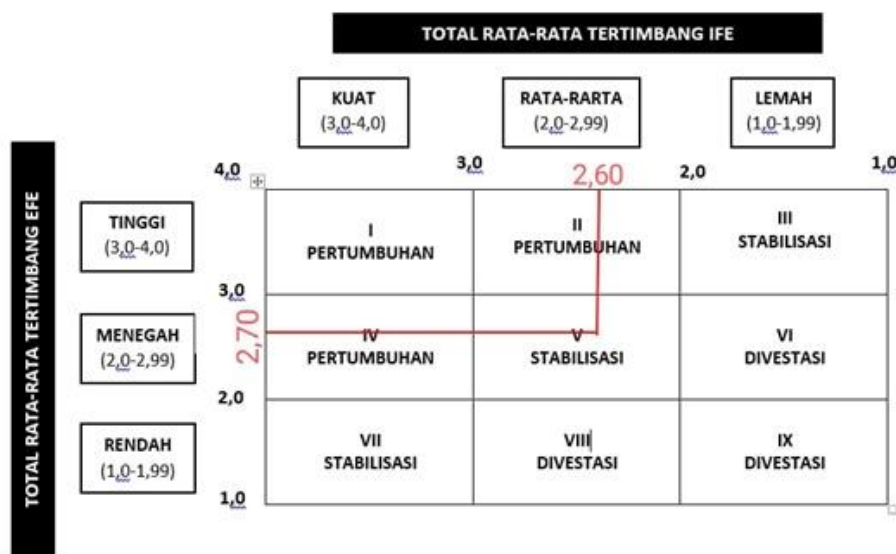 TOTAL RATA-RATA TERTIMBANG IFE
KUAT
(3,0-4,0)
RATA-RARTA
(2,0-2,99)
LEMAH
(1,0-1,99)
4,0
3,0
2,60
2,0
1,0
TOTAL RATA-RATA TERTIMBANG EFE
TINGGI
(3,0-4,0)
I
PERTUMBUHAN
II
PERTUMBUHAN
III
STABILISASI
3,0
MENEGAH
(2,0-2,99)
2,70
IV
PERTUMBUHAN
V
STABILISASI
VI
DIVESTASI
2,0
RENDAH
(1,0-1,99)
VII
STABILISASI
VIII
DIVESTASI
IX
DIVESTASI
1,0